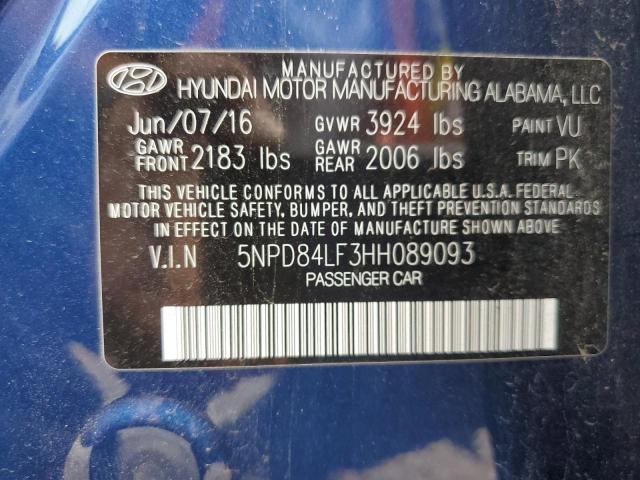 MANUFACTURED BY
HYUNDAI MOTOR MANUFACTURING ALABAMA, LLC
Jun/07/16 GVWR 3924 lbs PAINT VU
GAWR FRONT 2183 lbs GAWR REAR 2006 lbs TRIM PK
THIS VEHICLE CONFORMS TO ALL APPLICABLE U.S.A. FEDERAL
MOTOR VEHICLE SAFETY, BUMPER, AND THEFT PREVENTION STANDARDS
IN EFFECT ON THE DATE OF MANUFACTURE SHOWN ABOVE.
V.I.N 5NPD84LF3HH089093
PASSENGER CAR